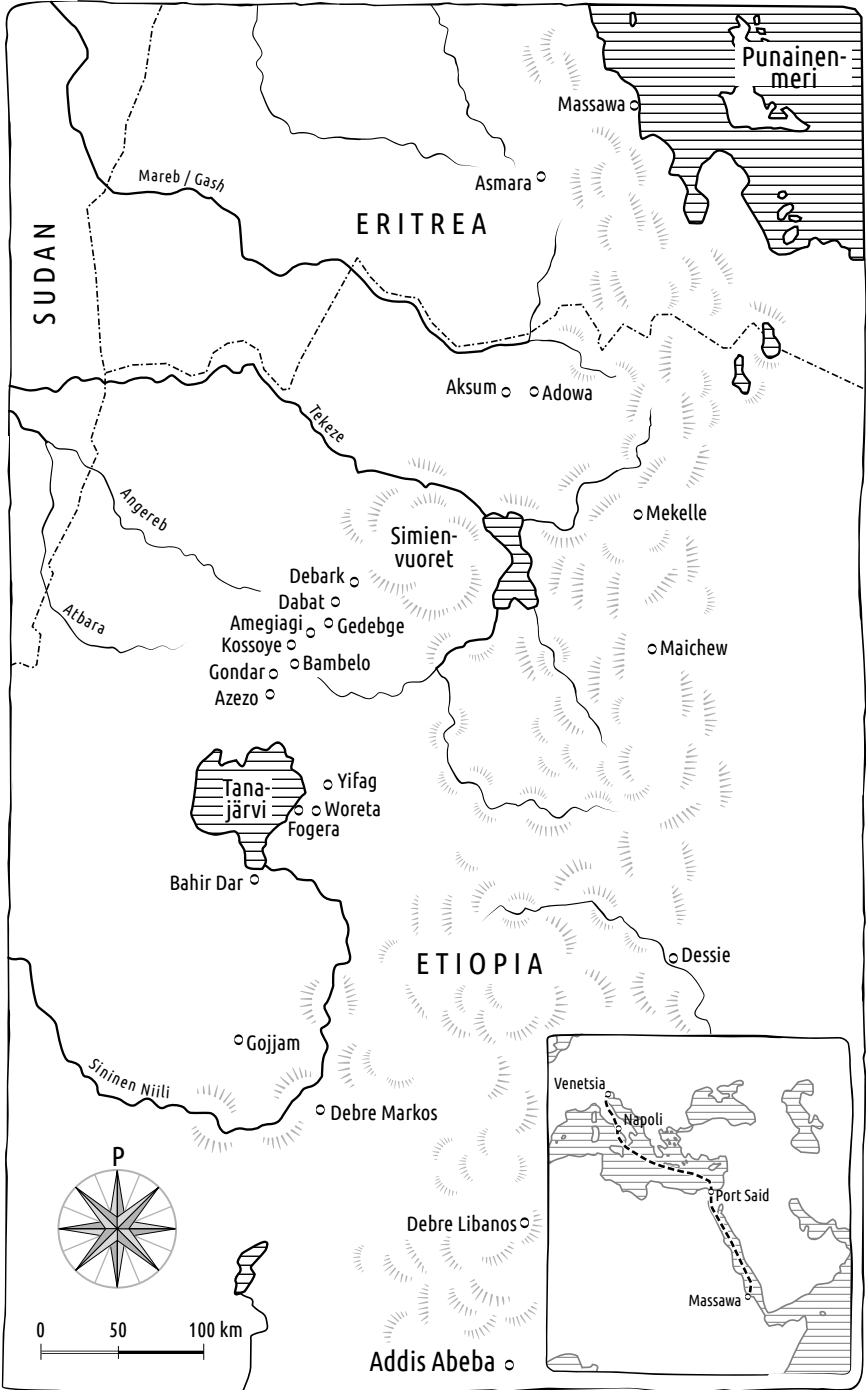 Punainen-
meri
Massawa
Asmara
Mareb / Gash
ERITREA
SUDAN
Aksum
Adowa
Tekeze
Angereb
Mekelle
Simien-
vuoret
Debark
Dabat
Amegiagi
Gedebge
Atbara
Kossoye
Maichew
Bambelo
Gondar
Azezo
Tana-
järvi
Yifag
Woreta
Fogera
Bahir Dar
ETIOPIA
Dessie
Gojjam
Sininen Niili
Debre Markos
Venetsia
Napoli
P
Port Said
Debre Libanos
Massawa
0 50 100 km
Addis Abeba